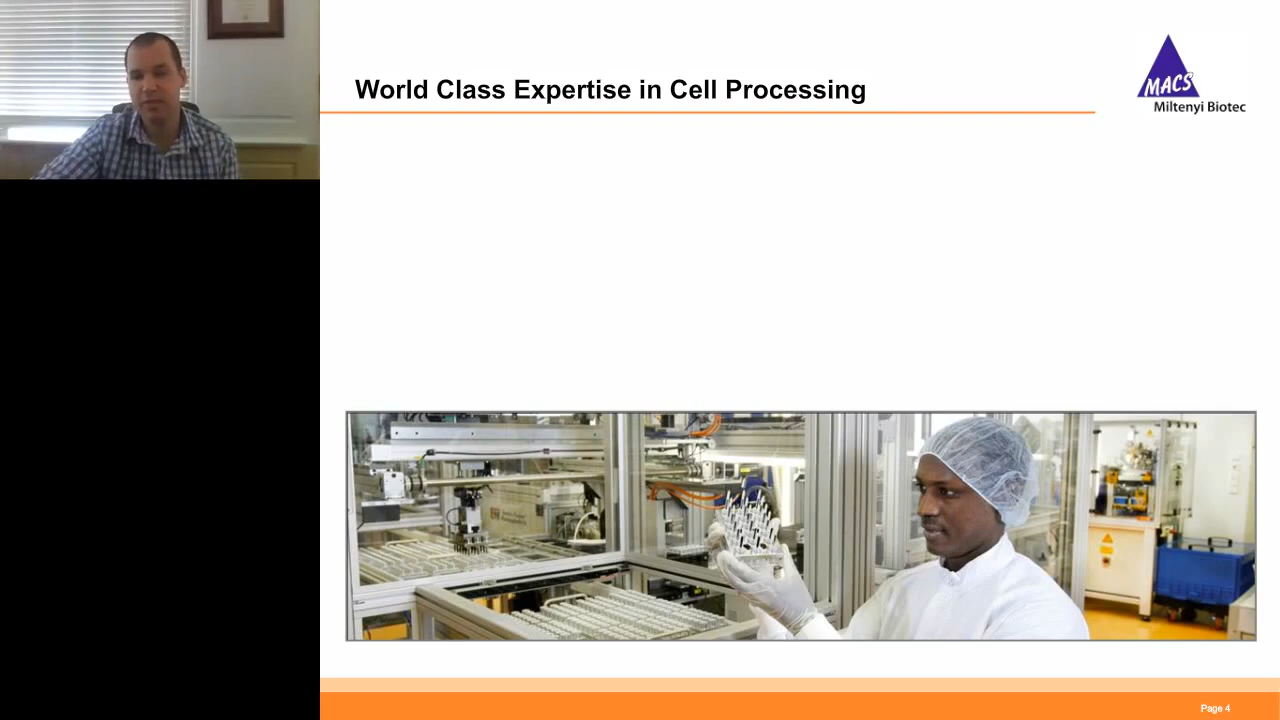 World Class Expertise in Cell Processing
MACS
Miltenyi Biotec
Page 4